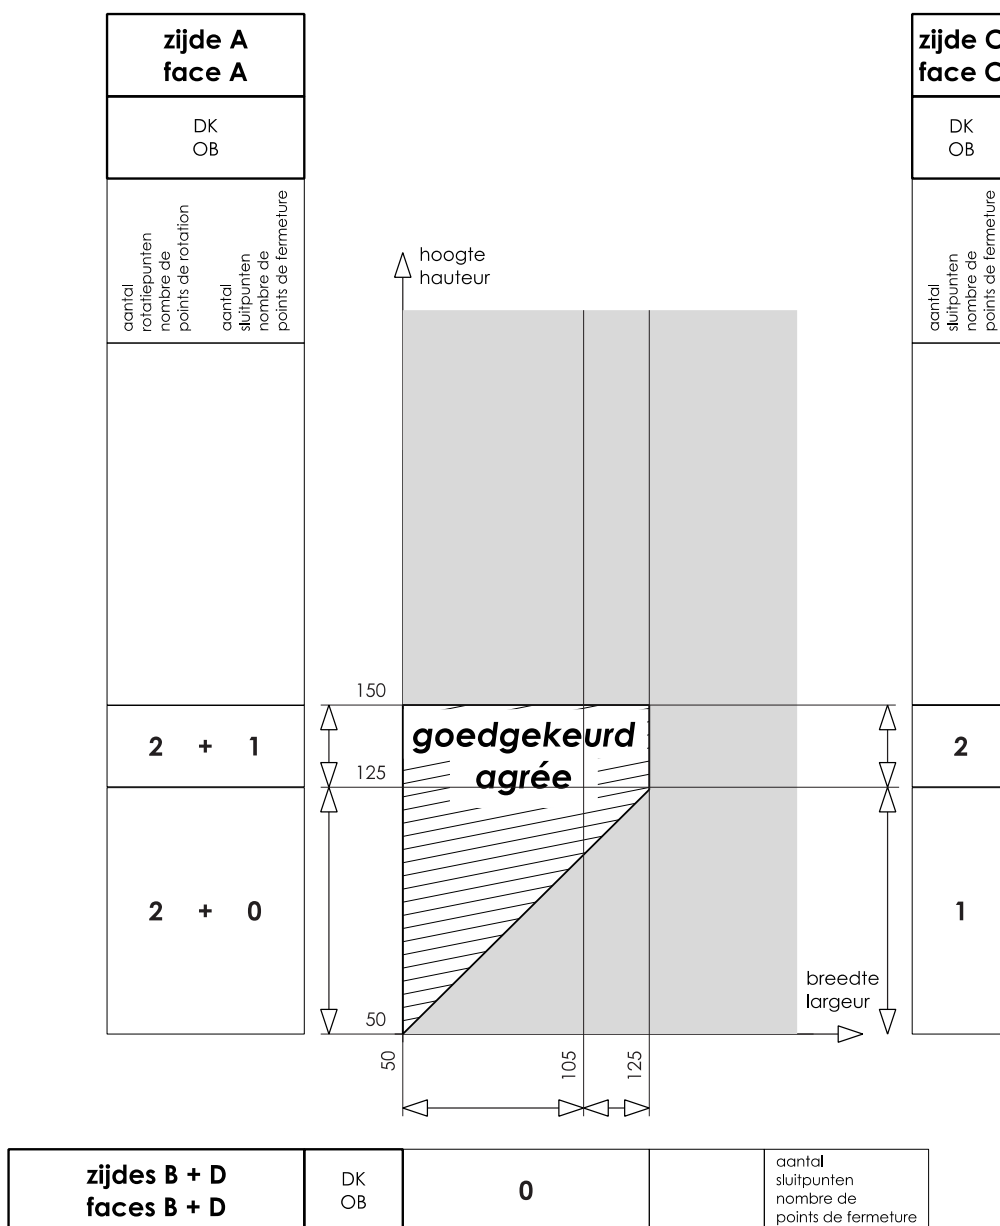 zijde A
face A
DK
OB
aantal
rotatiepunten
nombre de
points de rotation
aantal
sluitpunten
nombre de
points de fermeture
zijde C
face C
DK
OB
aantal
sluitpunten
nombre de
points de fermeture
hoogte
hauteur
150
125
50
goedgekeurd
agrée
2 + 1
2 + 0
2
1
breedte
largeur
50
105
125
zijdes B + D
faces B + D
DK
OB
0
aantal
sluitpunten
nombre de
points de fermeture